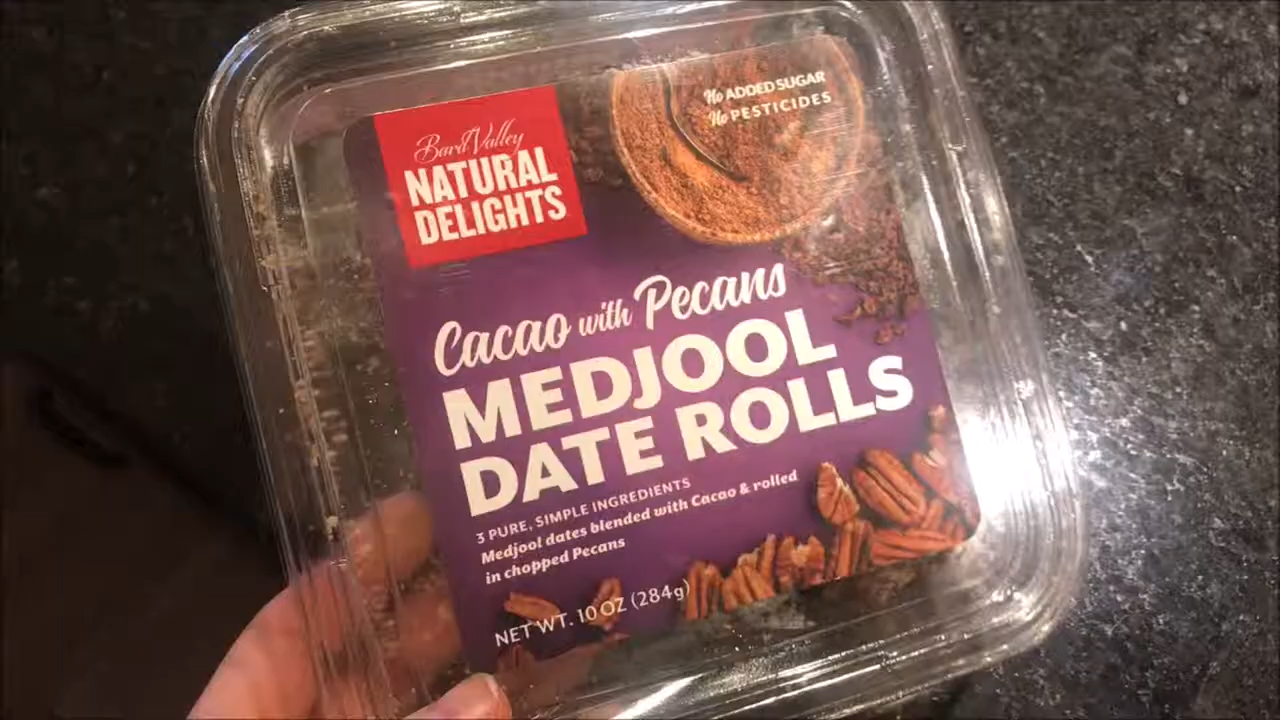 No ADDED SUGAR
No PESTICIDES
Bard Valley
NATURAL
DELIGHTS
Cacao with Pecans
MEDJOOL
DATE ROLLS
3 PURE, SIMPLE INGREDIENTS
Medjool dates blended with Cacao & rolled
in chopped Pecans
NET WT. 10 OZ (284g)